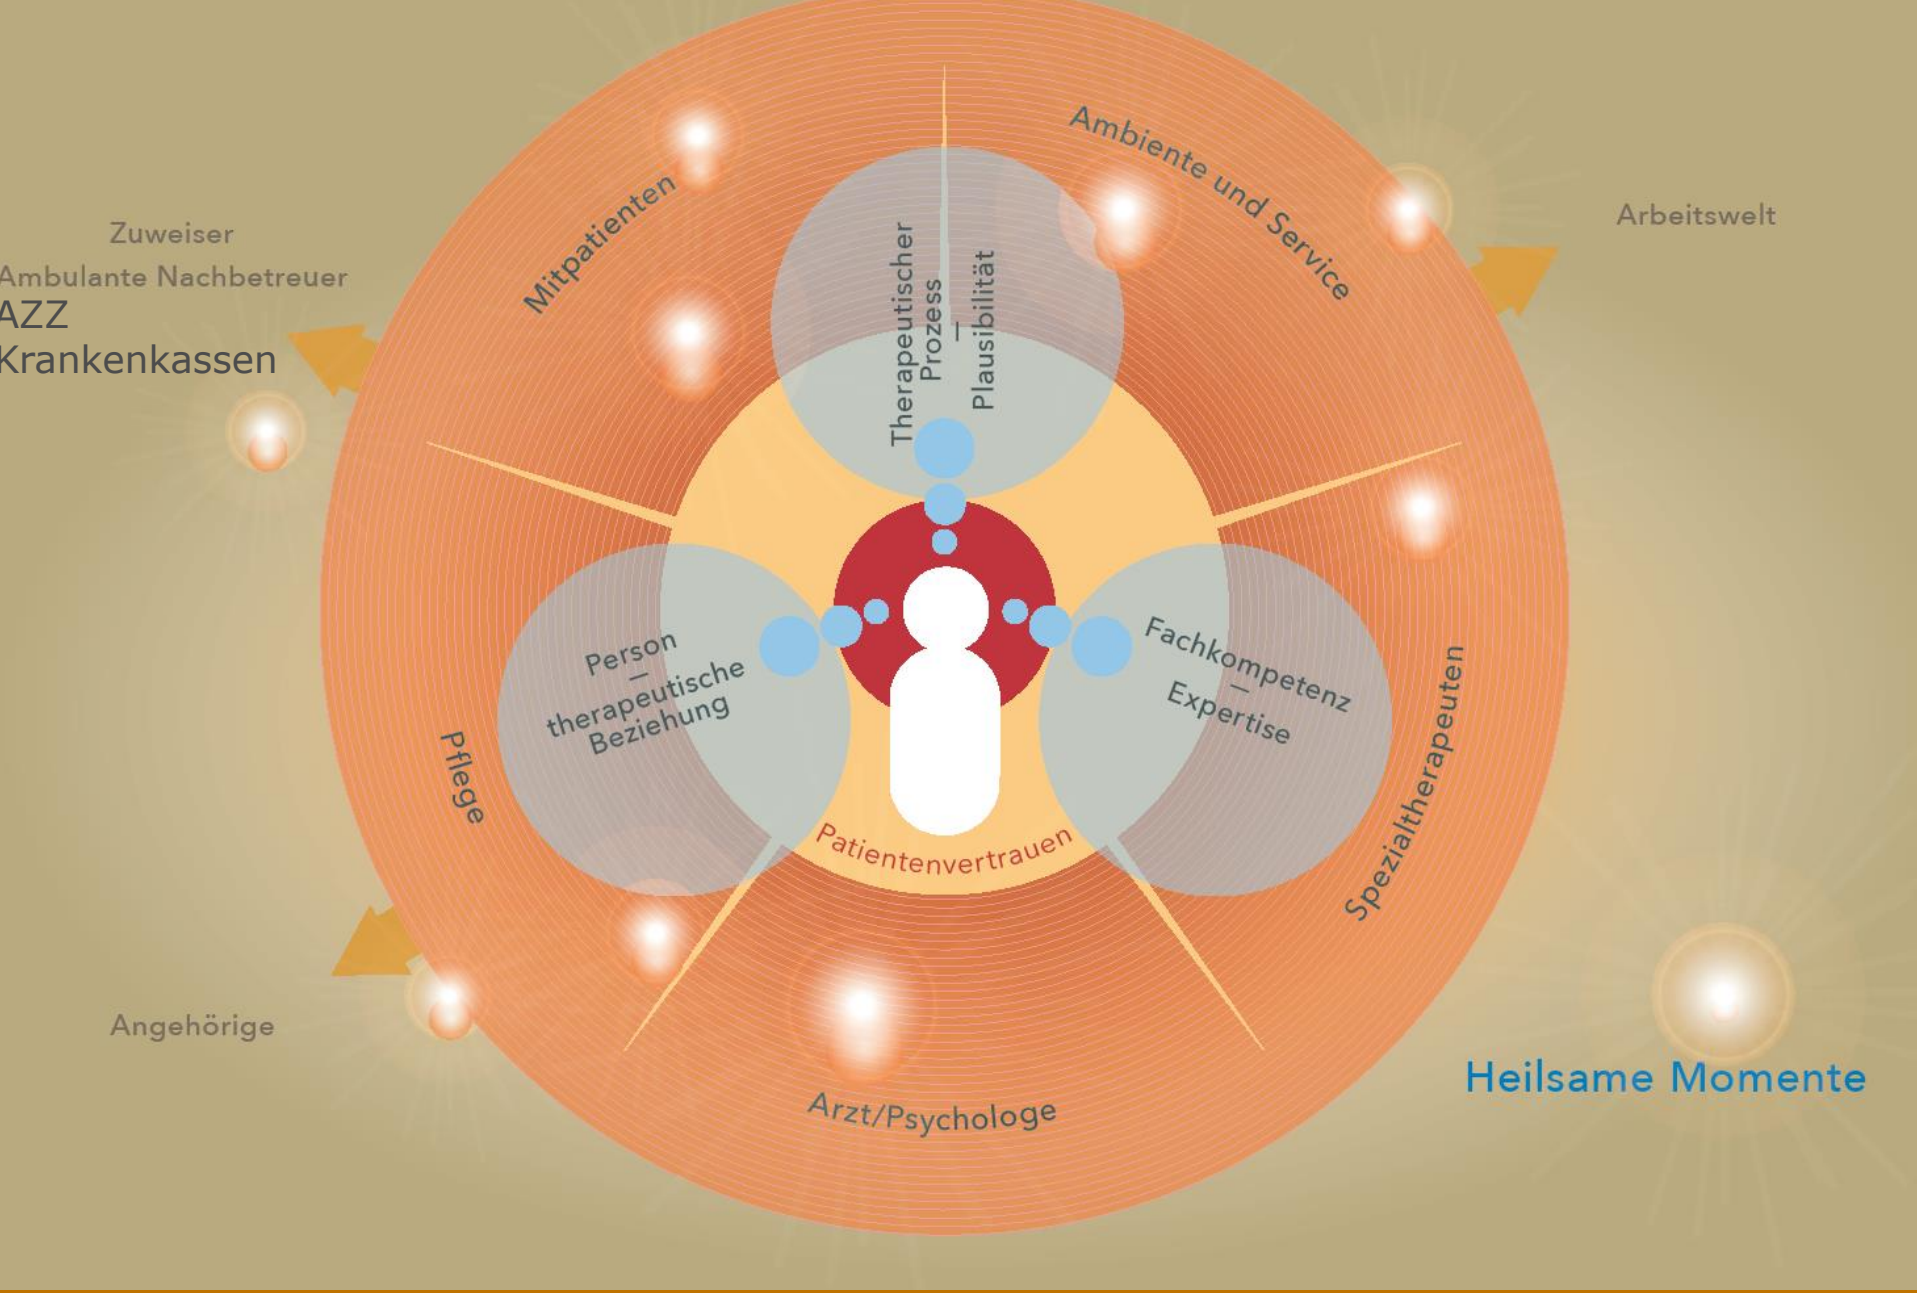 Ambiente und Service
Mitpatienten
Zuweiser
Ambulante Nachbetreuer
AZZ
Krankenkassen
Arbeitswelt
Therapeutischer
Prozess
–
Plausibilität
Person
–
therapeutische
Beziehung
Fachkompetenz
–
Expertise
Pflege
Spezialtherapeuten
Patientenvertrauen
Angehörige
Arzt/Psychologe
Heilsame Momente